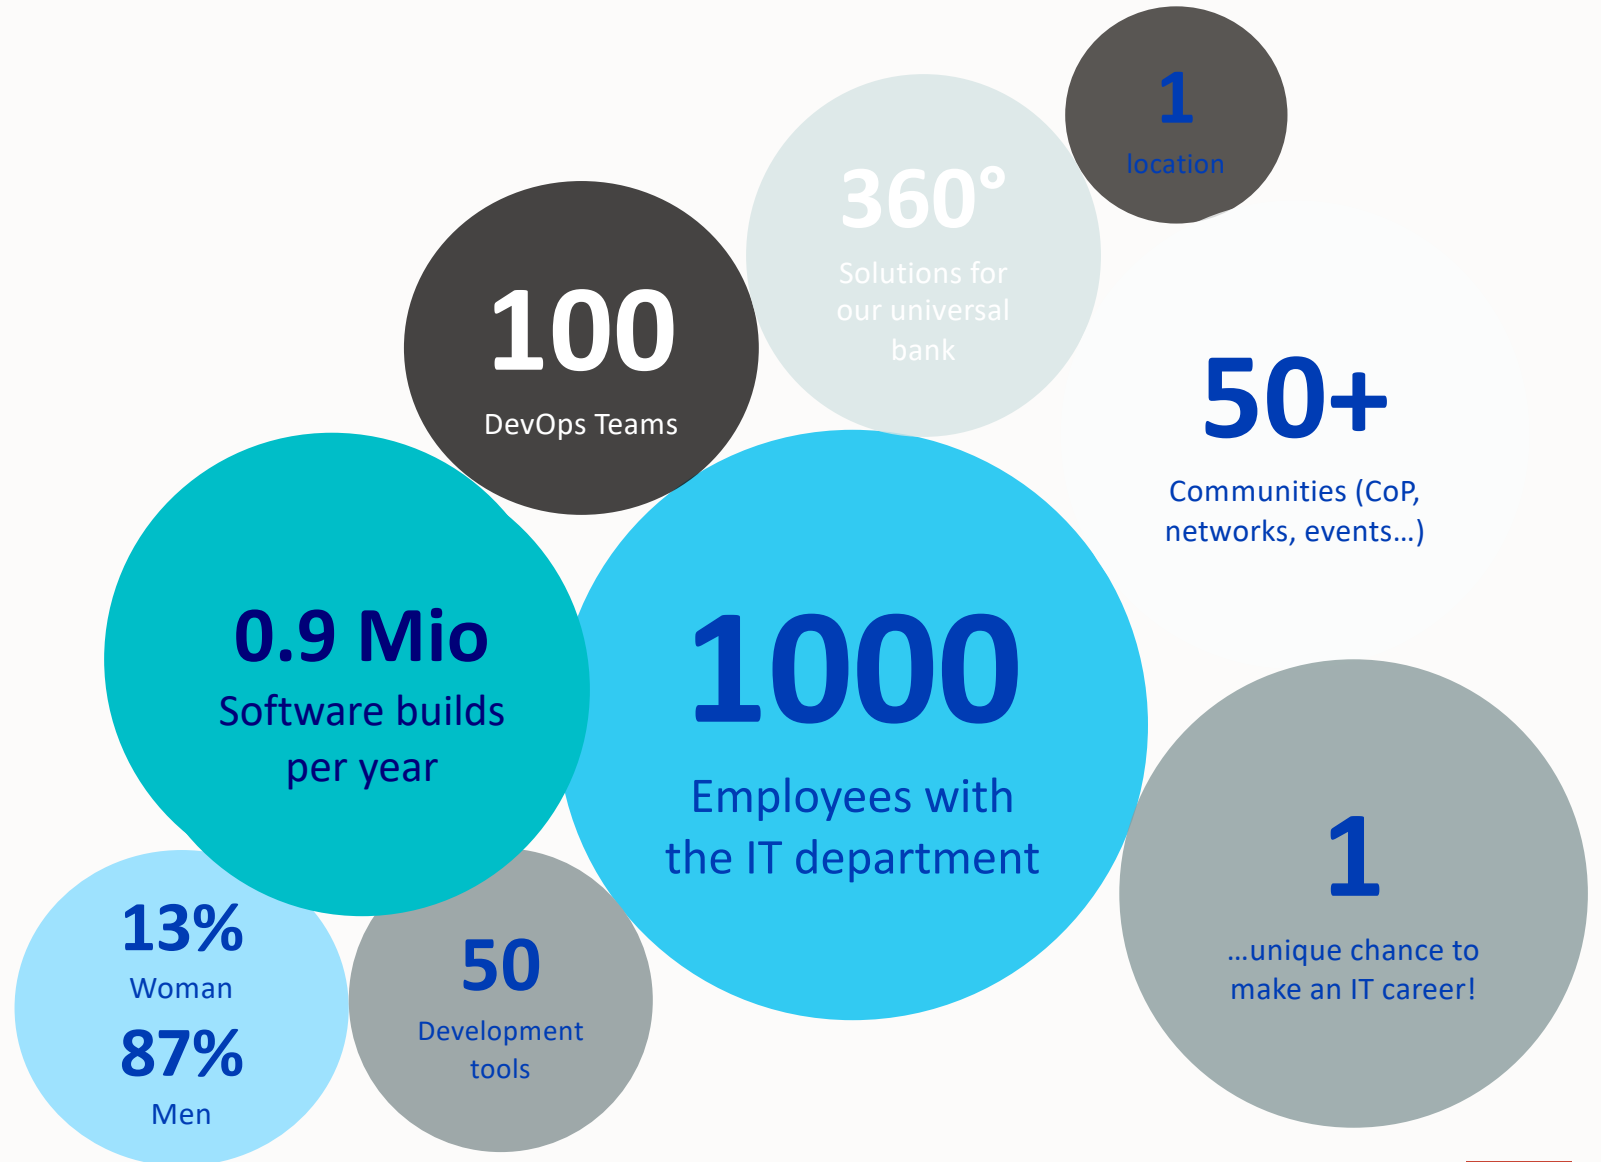 1
location
360°
Solutions for
our universal
bank
100
DevOps Teams
50+
Communities (CoP,
networks, events…)
0.9 Mio
Software builds
per year
1000
Employees with
the IT department
1
…unique chance to
make an IT career!
13%
Woman
87%
Men
50
Development
tools